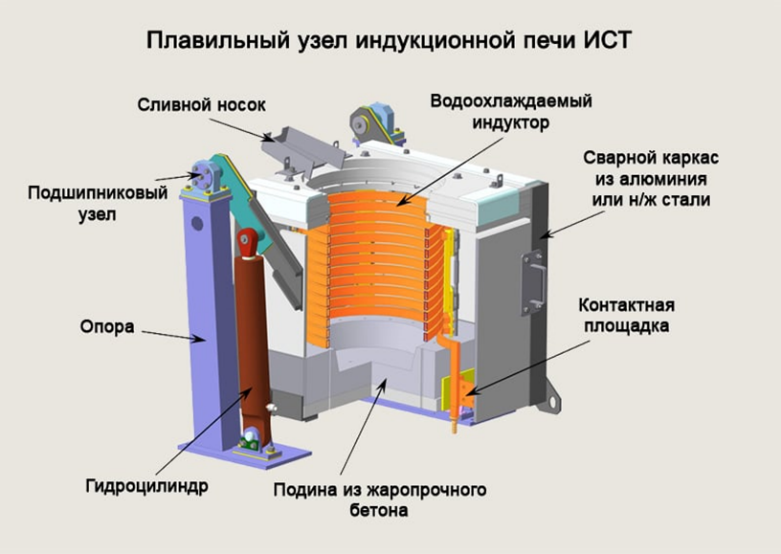 Плавильный узел индукционной печи ИСТ
Сливной носок
Водоохлаждаемый
индуктор
Сварной каркас
из алюминия
или н/ж стали
Подшипниковый
узел
Контактная
площадка
Опора
Гидроцилиндр
Подина из жаропрочного
бетона